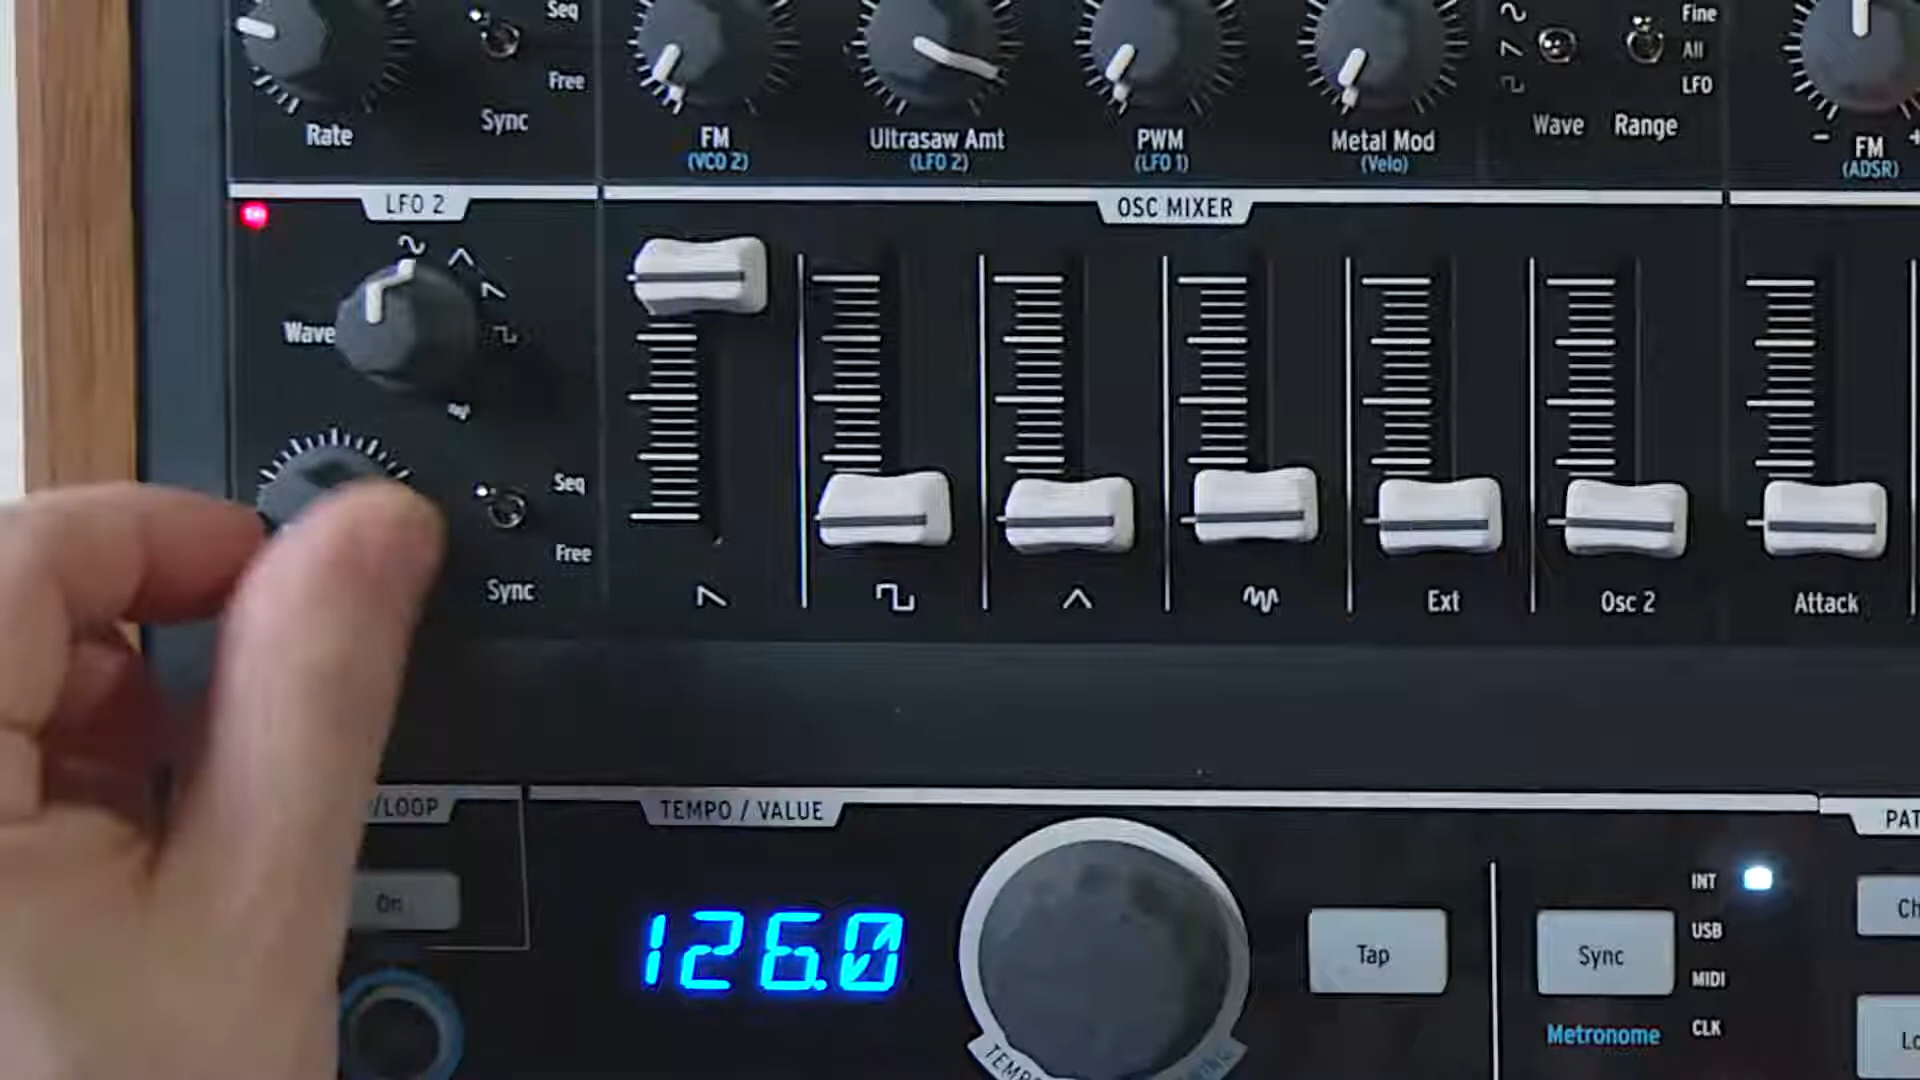 Seq
Free
Sync
Rate
FM
(VCO 2)
Ultrasaw Amt
(LFO 2)
PWM
(LFO 1)
Metal Mod
(Velo)
Wave
Fine
All
LFO
Range
FM
(ADSR)
LFO 2
Wave
Seq
Free
Sync
OSC MIXER
Ext
Osc 2
Attack
/LOOP
On
TEMPO / VALUE
126.0
Tap
Sync
Metronome
INT
USB
MIDI
CLK
PAT
Ch